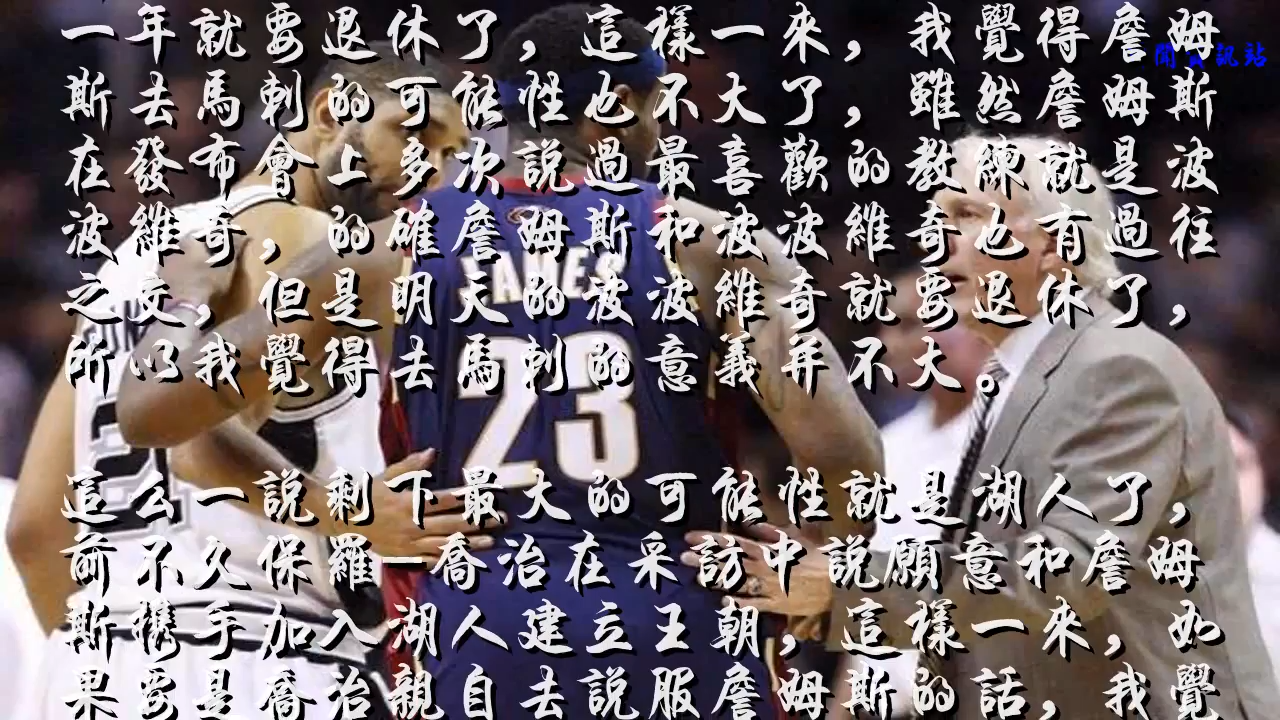 一年就要退休了，這樣一來，我覺得詹姆
斯去馬刺的可能性也不大了，雖然詹姆斯
在發布會上多次說過最喜歡的教練就是波
波維奇，的確詹姆斯和波波維奇也有過往
之交，但是明天的波波維奇就要退休了，
所以我覺得去馬刺的意義并不大。
這么一說剩下最大的可能性就是湖人了，
前不久保羅—喬治在采訪中說願意和詹姆
斯携手加入湖人建立王朝，這樣一來，如
果要是喬治親自去說服詹姆斯的話，我覺
聞 訊站
JAMES
23